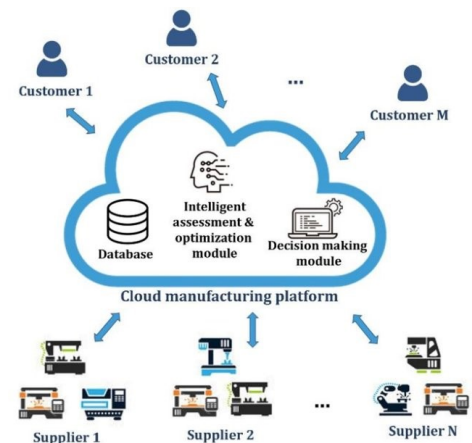 Customer 1
Customer 2
...
Customer M
Database
Intelligent
assessment &
optimization
module
Decision making
module
Cloud manufacturing platform
Supplier 1
Supplier 2
...
Supplier N